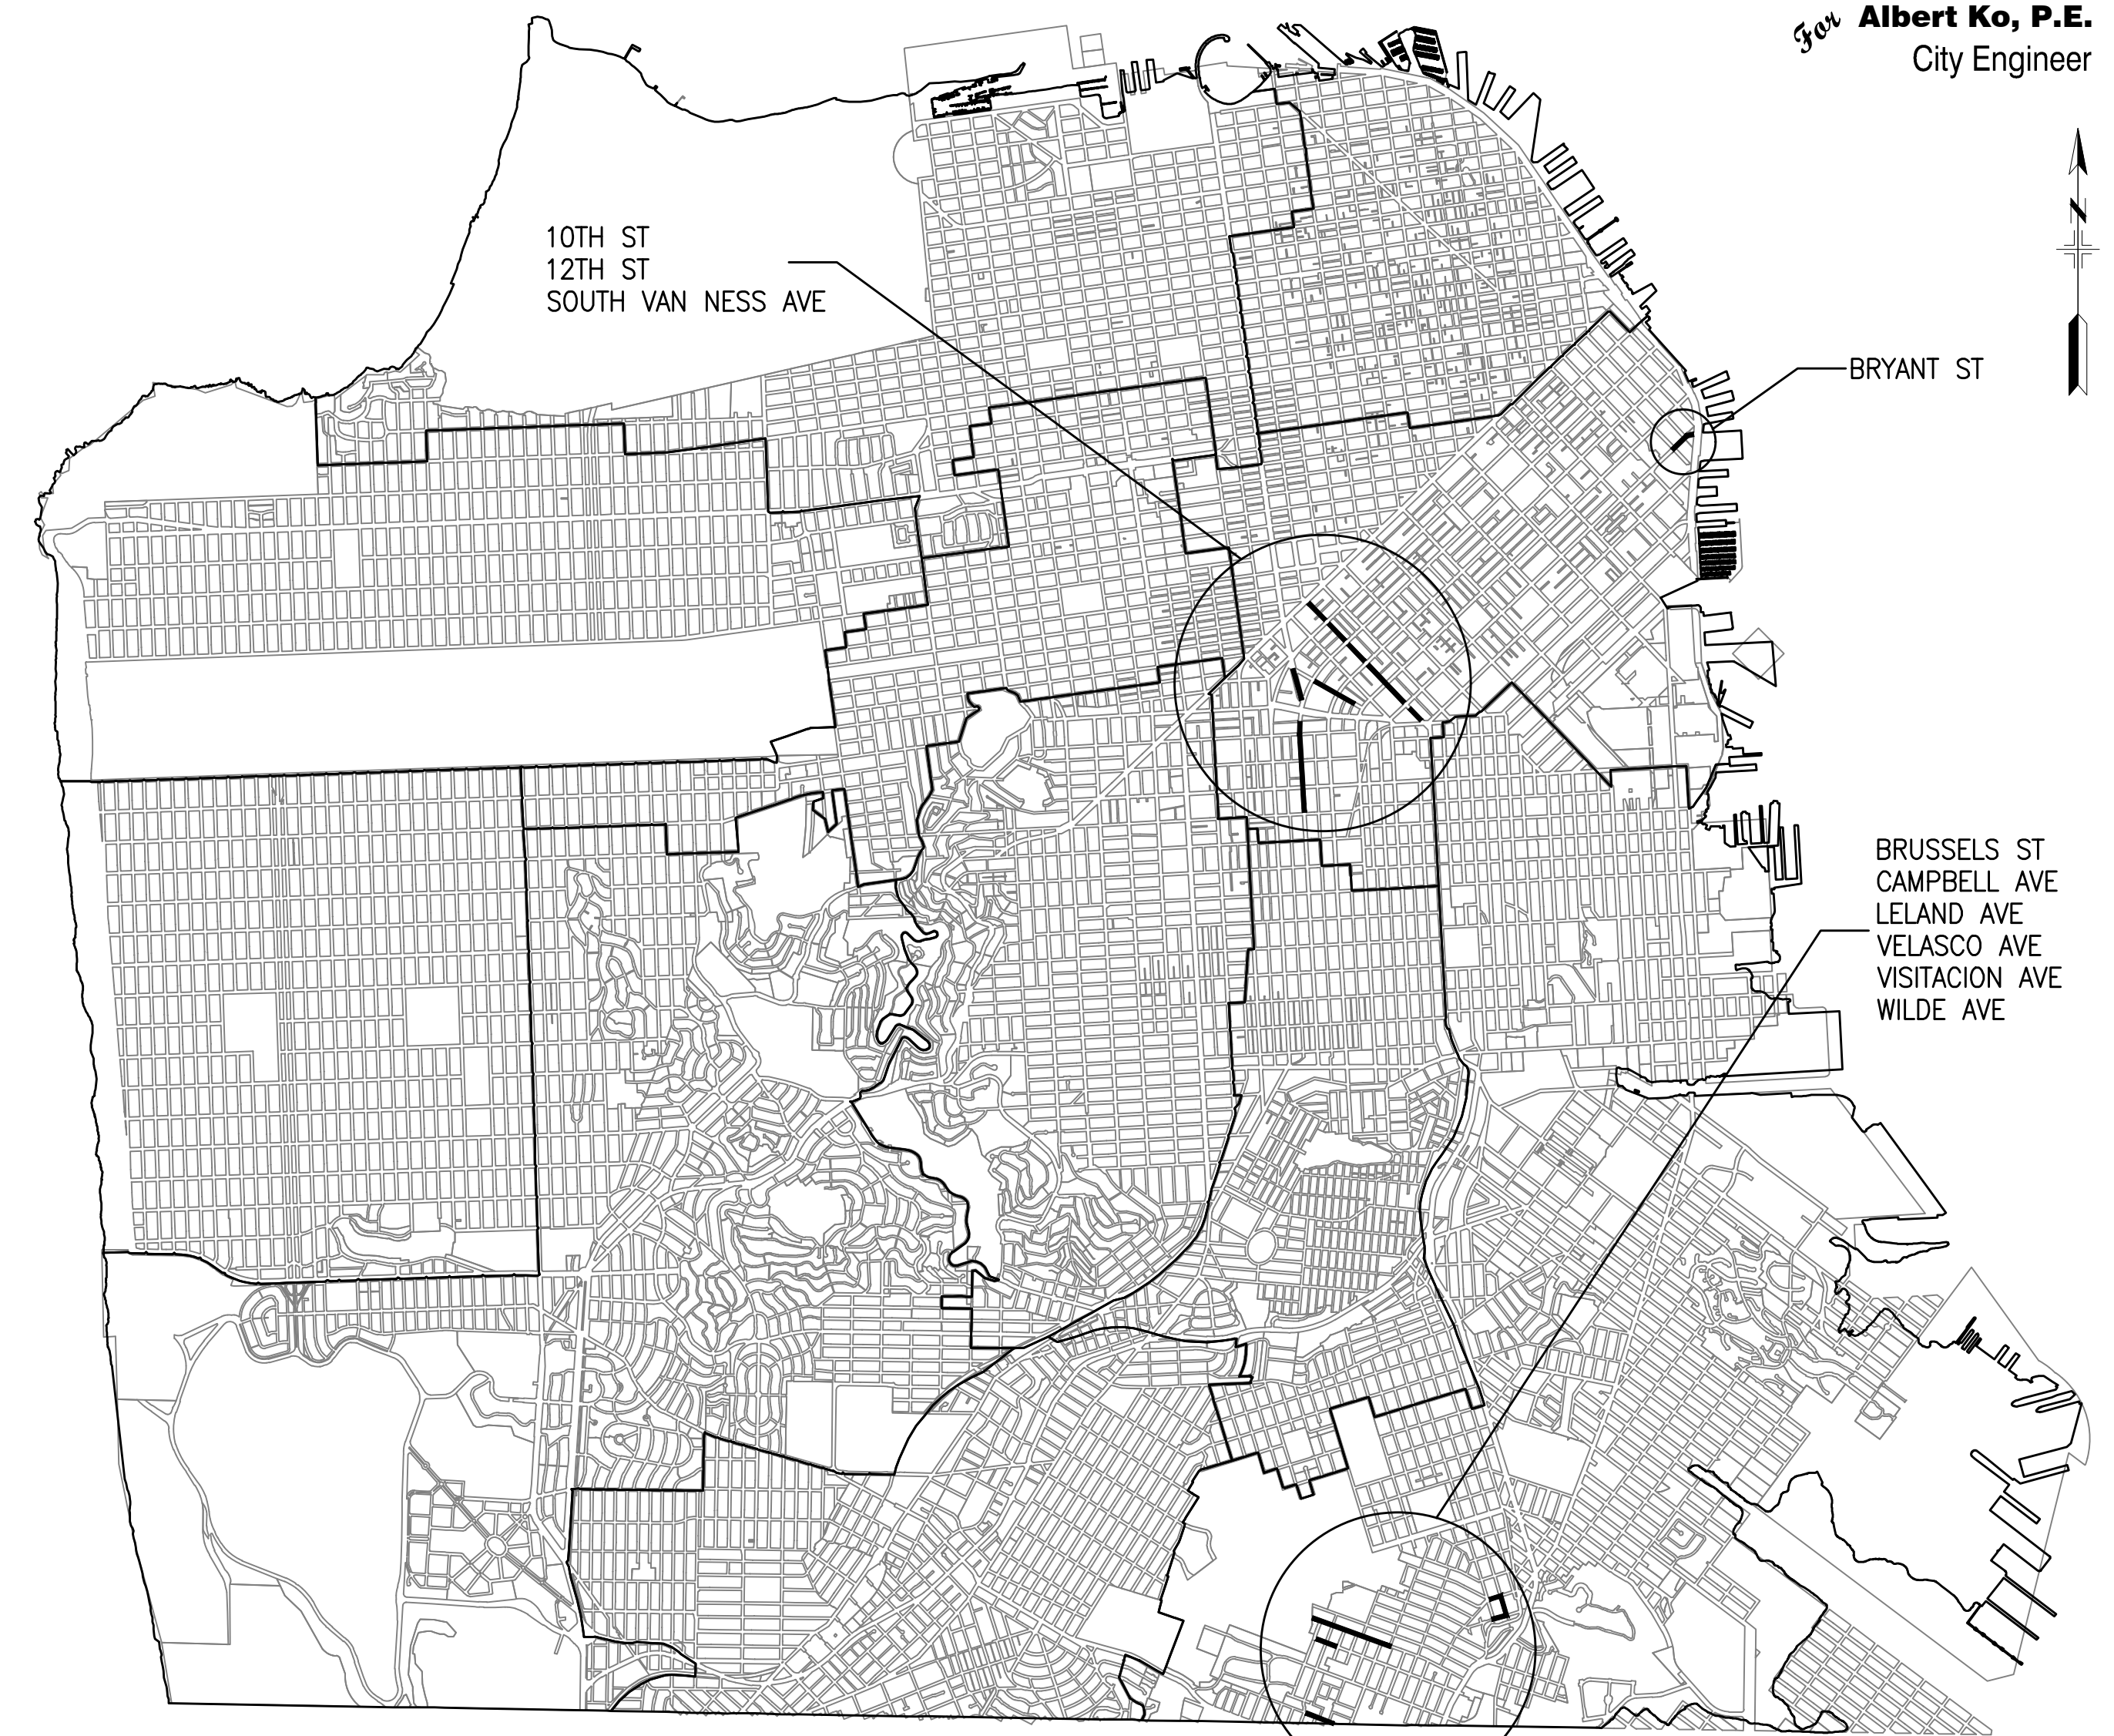 For Albert Ko, P.E.
City Engineer
N
10TH ST
12TH ST
SOUTH VAN NESS AVE
BRYANT ST
BRUSSELS ST
CAMPBELL AVE
LELAND AVE
VELASCO AVE
VISITACION AVE
WILDE AVE